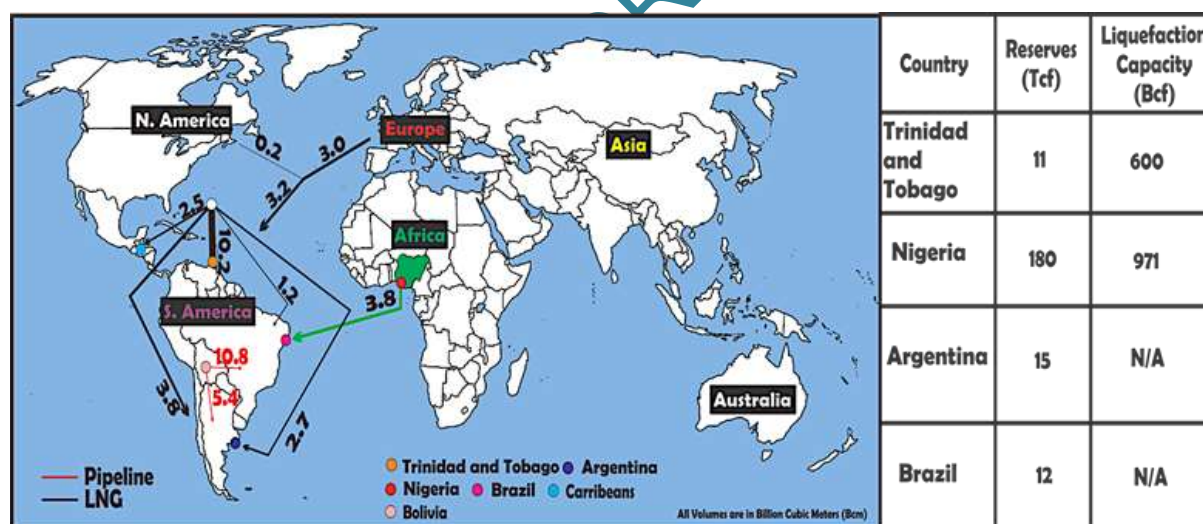 N. America
Europe
Asia
0.2
3.0
3.2
2.5
10.2
Africa
1.2
3.8
S. America
10.8
5.4
3.8
2.7
Australia
Pipeline
LNG
Trinidad and Tobago
Argentina
Nigeria
Brazil
Carribeans
Bolivia
All Volumes are in Billion Cubic Meters (Bcm)
Country
Reserves
(Tcf)
Liquefaction
Capacity
(Bcf)
Trinidad
and
Tobago
11
600
Nigeria
180
971
Argentina
15
N/A
Brazil
12
N/A